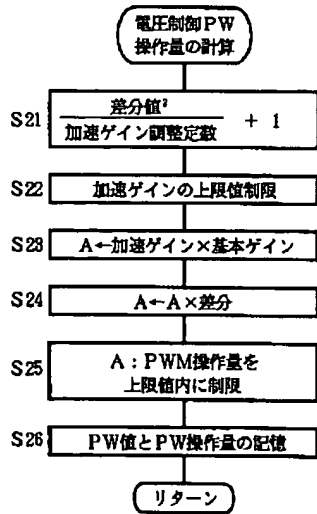 電圧制御PW
操作量の計算
S21
差分値²
加速ゲイン調整定数
+ 1
S22
加速ゲインの上限値制限
S23
A←加速ゲイン×基本ゲイン
S24
A←A×差分
S25
A:PWM操作量を
上限値内に制限
S26
PW値とPW操作量の記憶
リターン